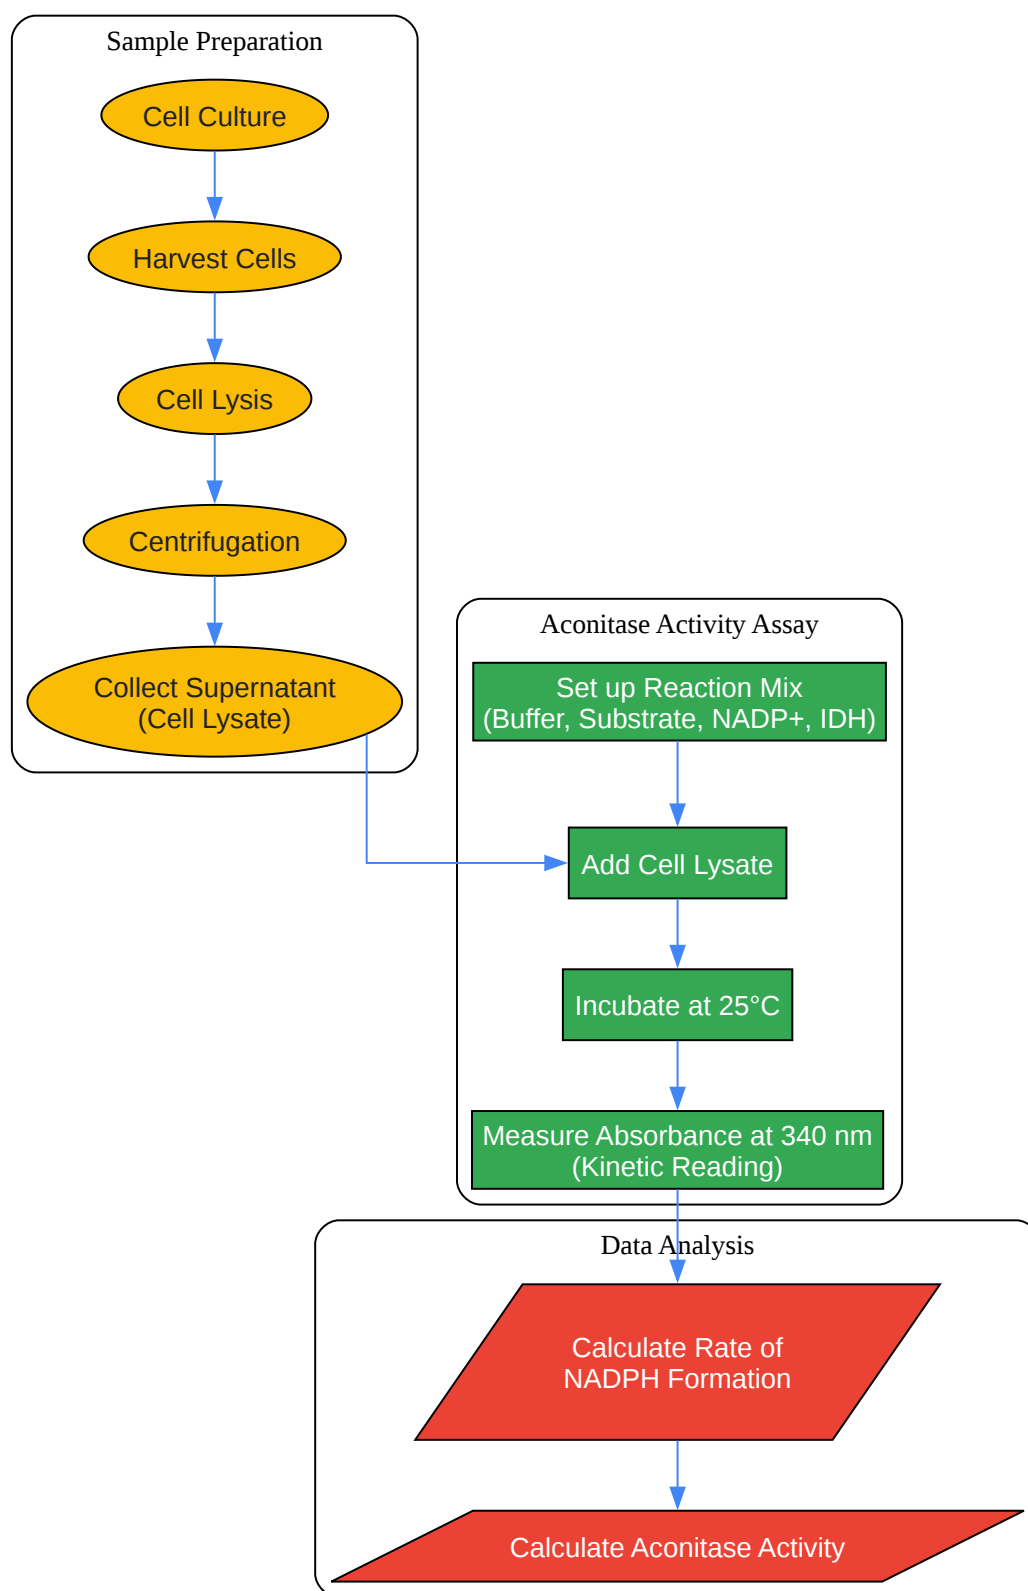 Sample Preparation
Cell Culture
Harvest Cells
Cell Lysis
Centrifugation
Collect Supernatant
(Cell Lysate)
Aconitase Activity Assay
Set up Reaction Mix
(Buffer, Substrate, NADP+, IDH)
Add Cell Lysate
Incubate at 25°C
Measure Absorbance at 340 nm
(Kinetic Reading)
Data Analysis
Calculate Rate of
NADPH Formation
Calculate Aconitase Activity